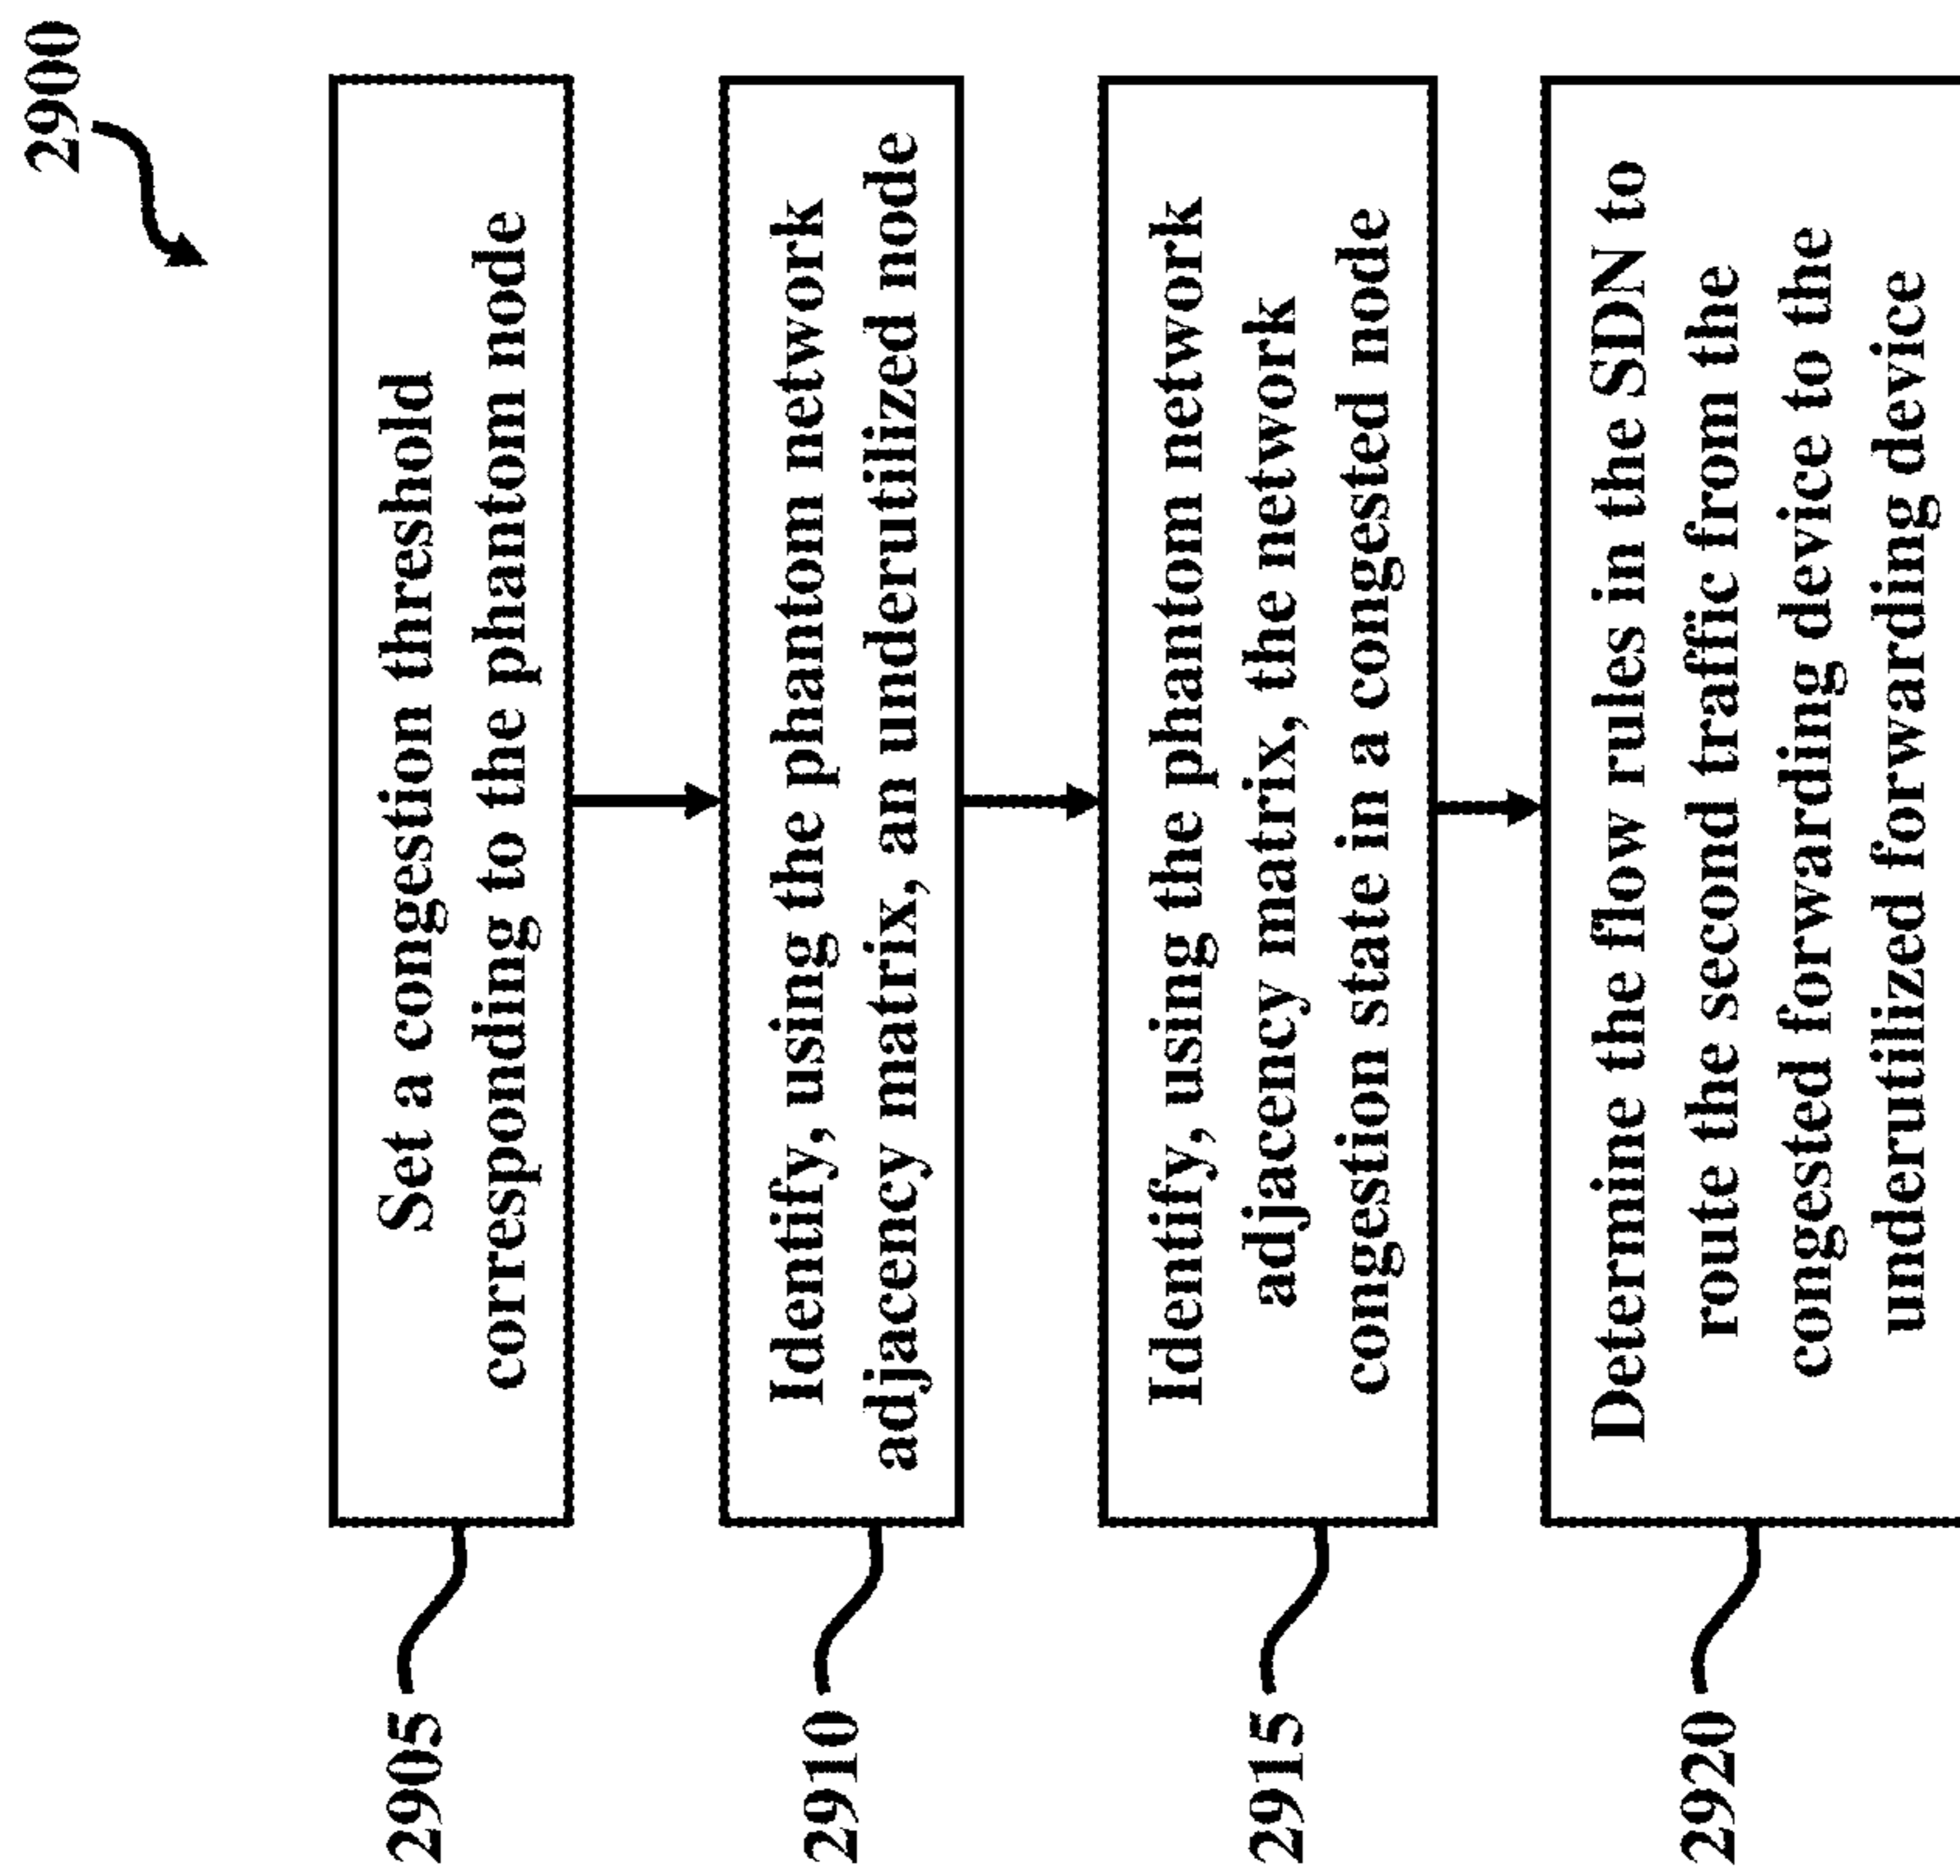 2900
2905
Set a congestion threshold
corresponding to the phantom node
2910
Identify, using the phantom network
adjacency matrix, an underutilized node
2915
Identify, using the phantom network
adjacency matrix, the network
congestion state in a congested node
2920
Determine the flow rules in the SDN to
route the second traffic from the
congested forwarding device to the
underutilized forwarding device